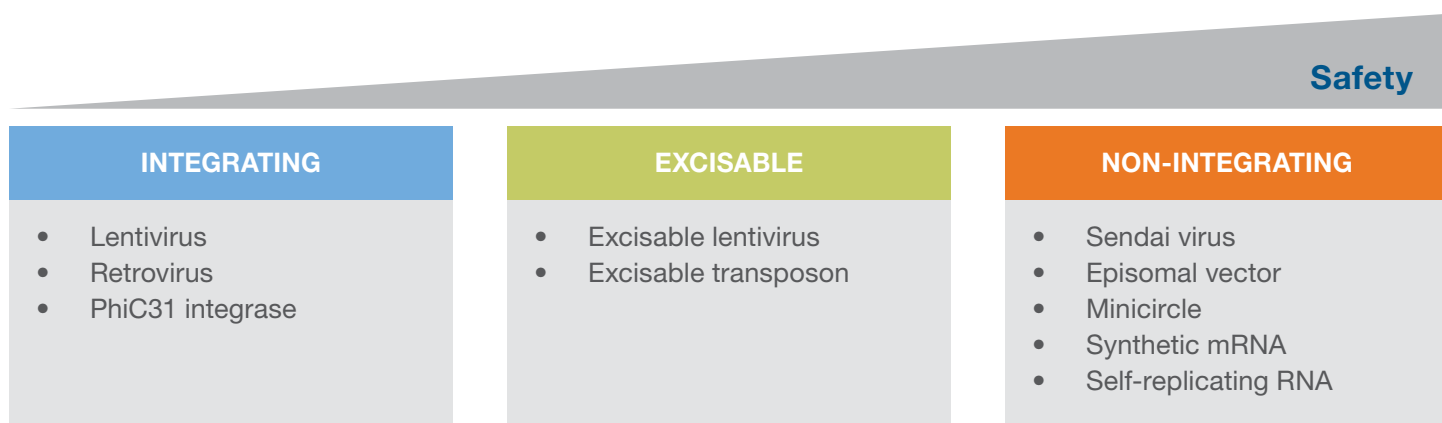 Safety
INTEGRATING
• Lentivirus
• Retrovirus
• PhiC31 integrase
EXCISABLE
• Excisable lentivirus
• Excisable transposon
NON-INTEGRATING
• Sendai virus
• Episomal vector
• Minicircle
• Synthetic mRNA
• Self-replicating RNA